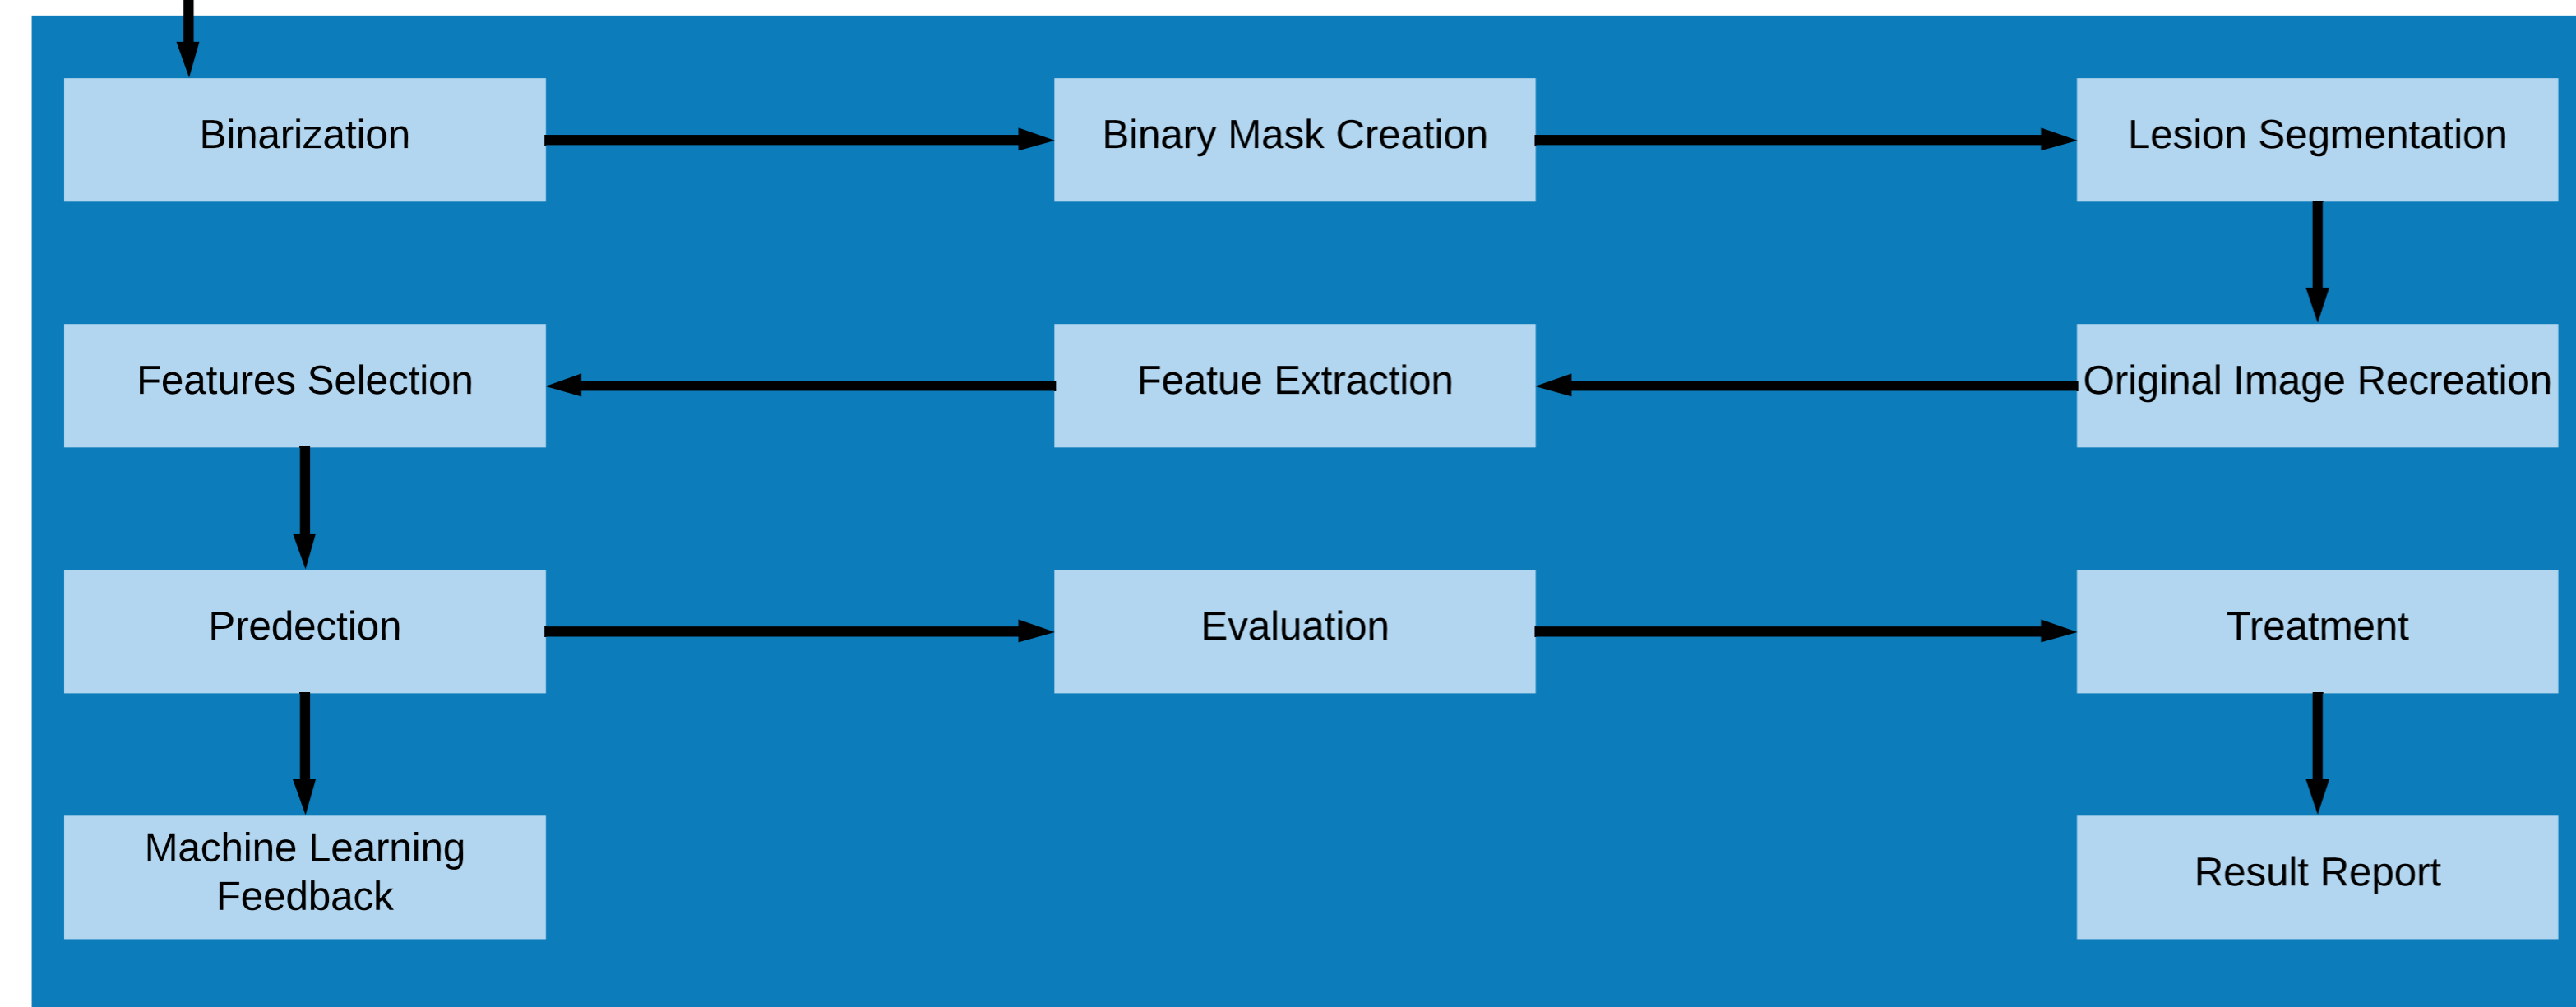 Binarization
Binary Mask Creation
Lesion Segmentation
Features Selection
Featue Extraction
Original Image Recreation
Predection
Evaluation
Treatment
Machine Learning
Feedback
Result Report